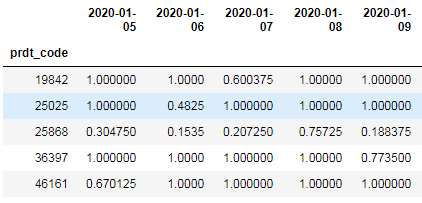 2020-01-05 2020-01-06 2020-01-07 2020-01-08 2020-01-09
prdt_code
19842 1.000000 1.0000 0.600375 1.00000 1.000000
25025 1.000000 0.4825 1.000000 1.00000 1.000000
25868 0.304750 0.1535 0.207250 0.75725 0.188375
36397 1.000000 1.0000 1.000000 1.00000 0.773500
46161 0.670125 1.0000 1.000000 1.00000 1.000000